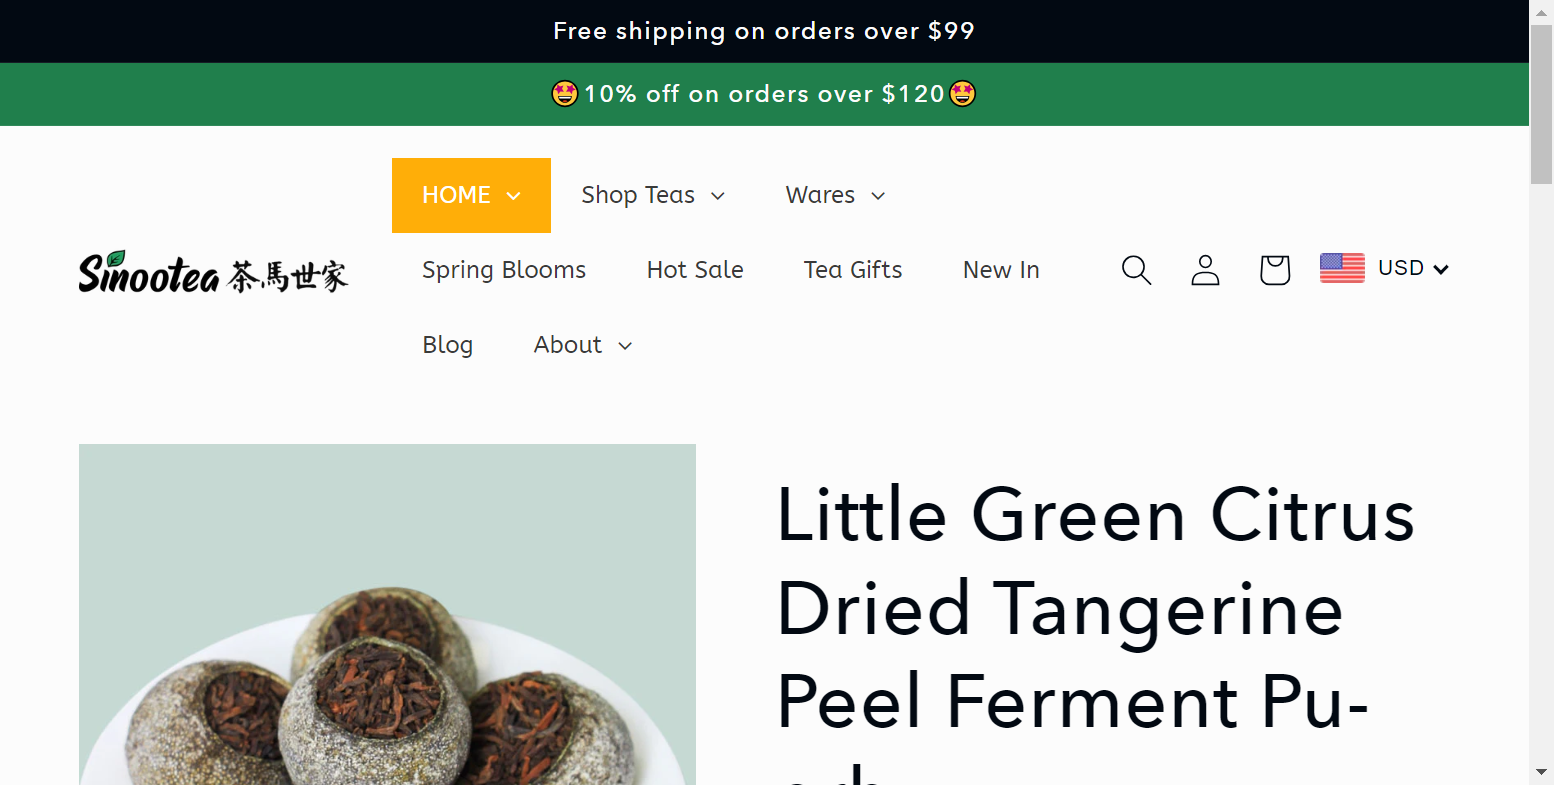 Free shipping on orders over $99
🤩10% off on orders over $120🤩
HOME
Shop Teas
Wares
Sinootea 茶馬世家
Spring Blooms
Hot Sale
Tea Gifts
New In
USD
Blog
About
Little Green Citrus
Dried Tangerine
Peel Ferment Pu-